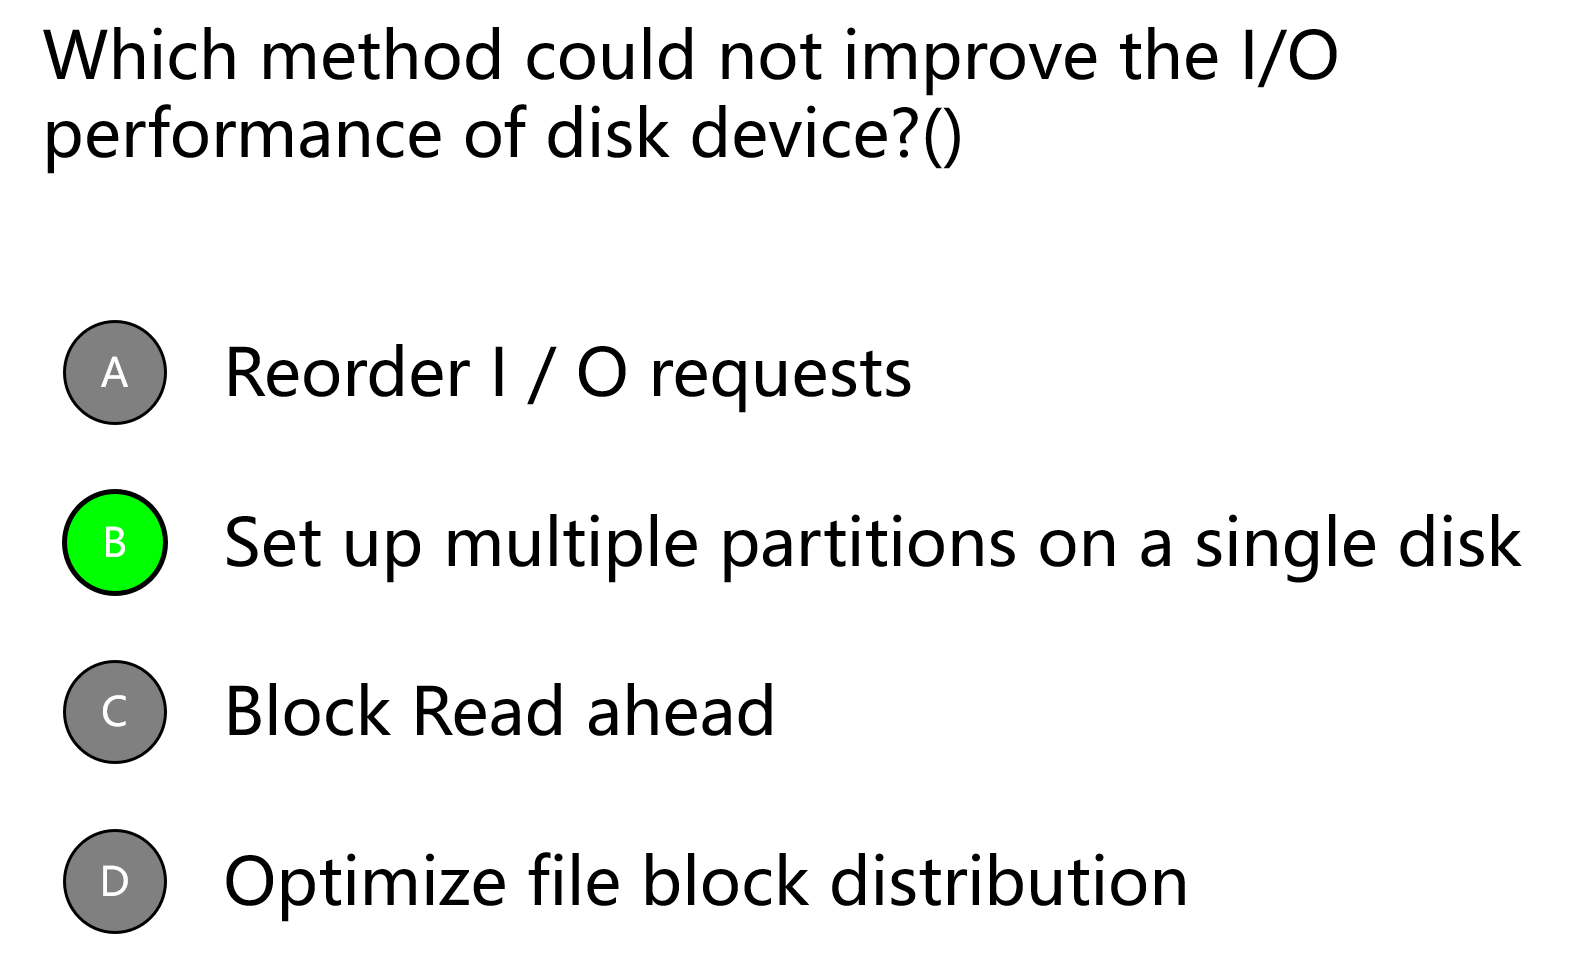 Which method could not improve the I/O
performance of disk device?()
A Reorder I / O requests
B Set up multiple partitions on a single disk
C Block Read ahead
D Optimize file block distribution